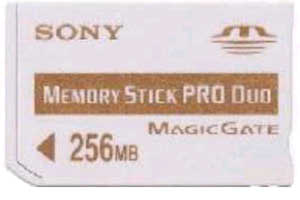 SONY
MEMORY STICK PRO DUO
MAGICGATE
256MB